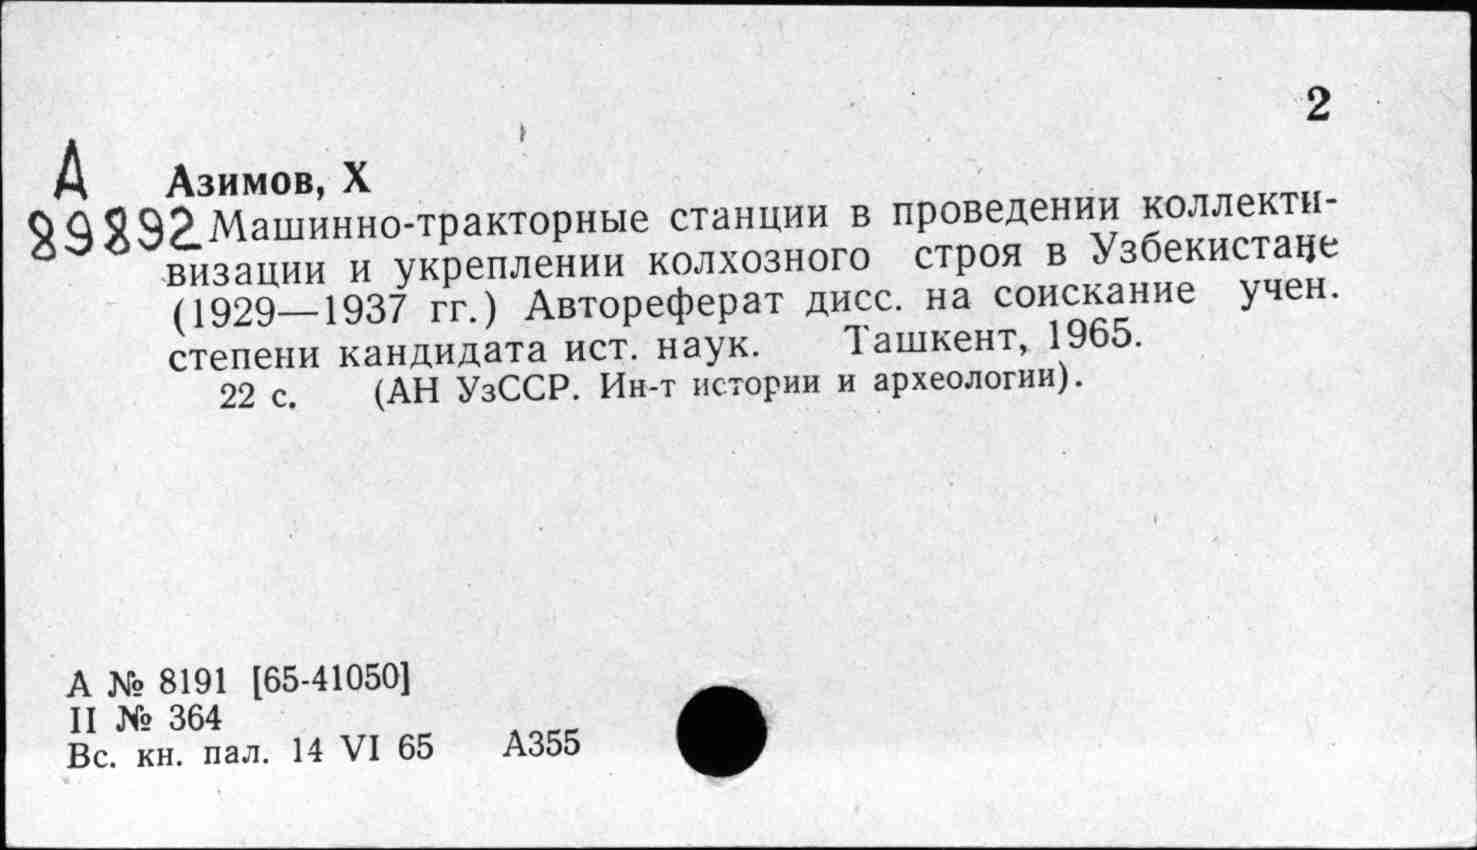 2
А
Азимов, Х
89892 Машинно-тракторные станции в проведении коллекти-
визации и укреплении колхозного строя в Узбекистане
(1929—1937 гг.) Автореферат дисс. на соискание учен.
степени кандидата ист. наук. Ташкент, 1965.
22 с. (АН УзССР. Ин-т истории и археологии).
А № 8191 [65-41050]
II № 364
Вс. кн. пал. 14 VI 65 А355